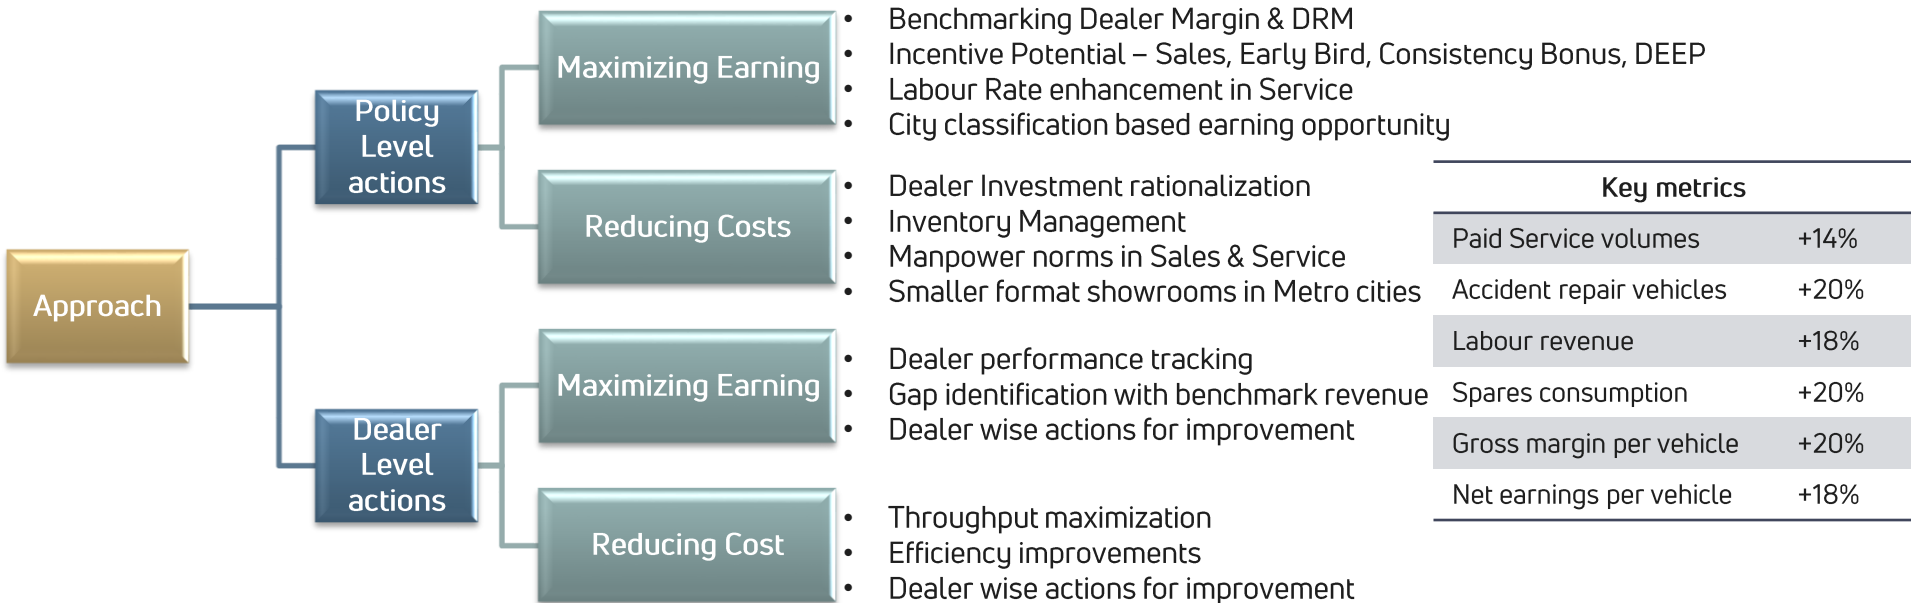 Approach
Policy
Level
actions
Maximizing Earning
• Benchmarking Dealer Margin & DRM
• Incentive Potential – Sales, Early Bird, Consistency Bonus, DEEP
• Labour Rate enhancement in Service
• City classification based earning opportunity
Reducing Costs
• Dealer Investment rationalization
• Inventory Management
• Manpower norms in Sales & Service
• Smaller format showrooms in Metro cities
Dealer
Level
actions
Maximizing Earning
• Dealer performance tracking
• Gap identification with benchmark revenue
• Dealer wise actions for improvement
Reducing Cost
• Throughput maximization
• Efficiency improvements
• Dealer wise actions for improvement
Key metrics
Paid Service volumes +14%
Accident repair vehicles +20%
Labour revenue +18%
Spares consumption +20%
Gross margin per vehicle +20%
Net earnings per vehicle +18%